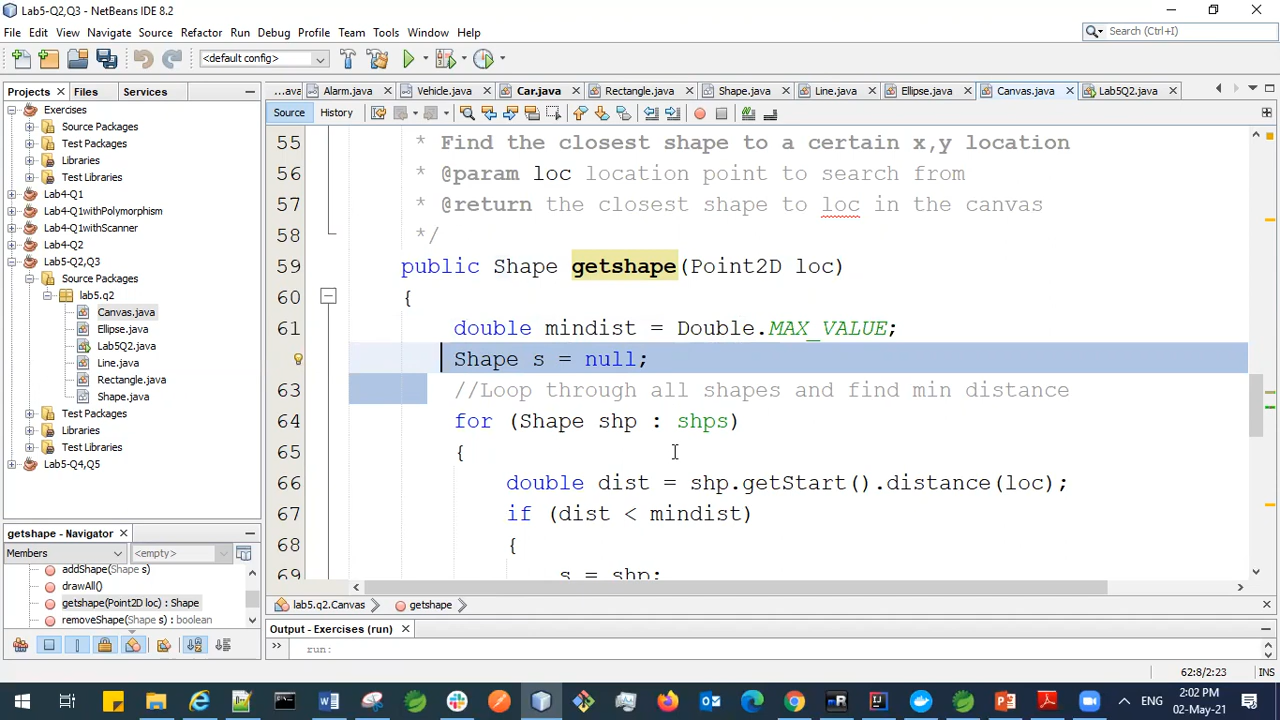 Lab5-Q2,Q3 - NetBeans IDE 8.2
File Edit View Navigate Source Refactor Run Debug Profile Team Tools Window Help
Search (Ctrl+I)
<default config>
Projects Files Services
...ava Alarm.java Vehicle.java Car.java Rectangle.java Shape.java Line.java Ellipse.java Canvas.java Lab5Q2.java
Source History
Exercises
Source Packages
Test Packages
Libraries
Test Libraries
Lab4-Q1
Lab4-Q1withPolymorphism
Lab4-Q1withScanner
Lab4-Q2
Lab5-Q2,Q3
Source Packages
lab5.q2
Canvas.java
Ellipse.java
Lab5Q2.java
Line.java
Rectangle.java
Shape.java
Test Packages
Libraries
Test Libraries
Lab5-Q4,Q5
55 * Find the closest shape to a certain x,y location
56 * @param loc location point to search from
57 * @return the closest shape to loc in the canvas
58 */
59 public Shape getshape(Point2D loc)
60 {
61 double mindist = Double.MAX_VALUE;
Shape s = null;
63 //Loop through all shapes and find min distance
64 for (Shape shp : shps)
65 {
66 double dist = shp.getStart().distance(loc);
67 if (dist < mindist)
68 {
69 s = shp;
getshape - Navigator
Members <empty>
addShape(Shape s)
drawAll()
getshape(Point2D loc) : Shape
removeShape(Shape s) : boolean
lab5.q2.Canvas getshape
Output - Exercises (run)
run:
62:8/2:23 INS
ENG
2:02 PM
02-May-21